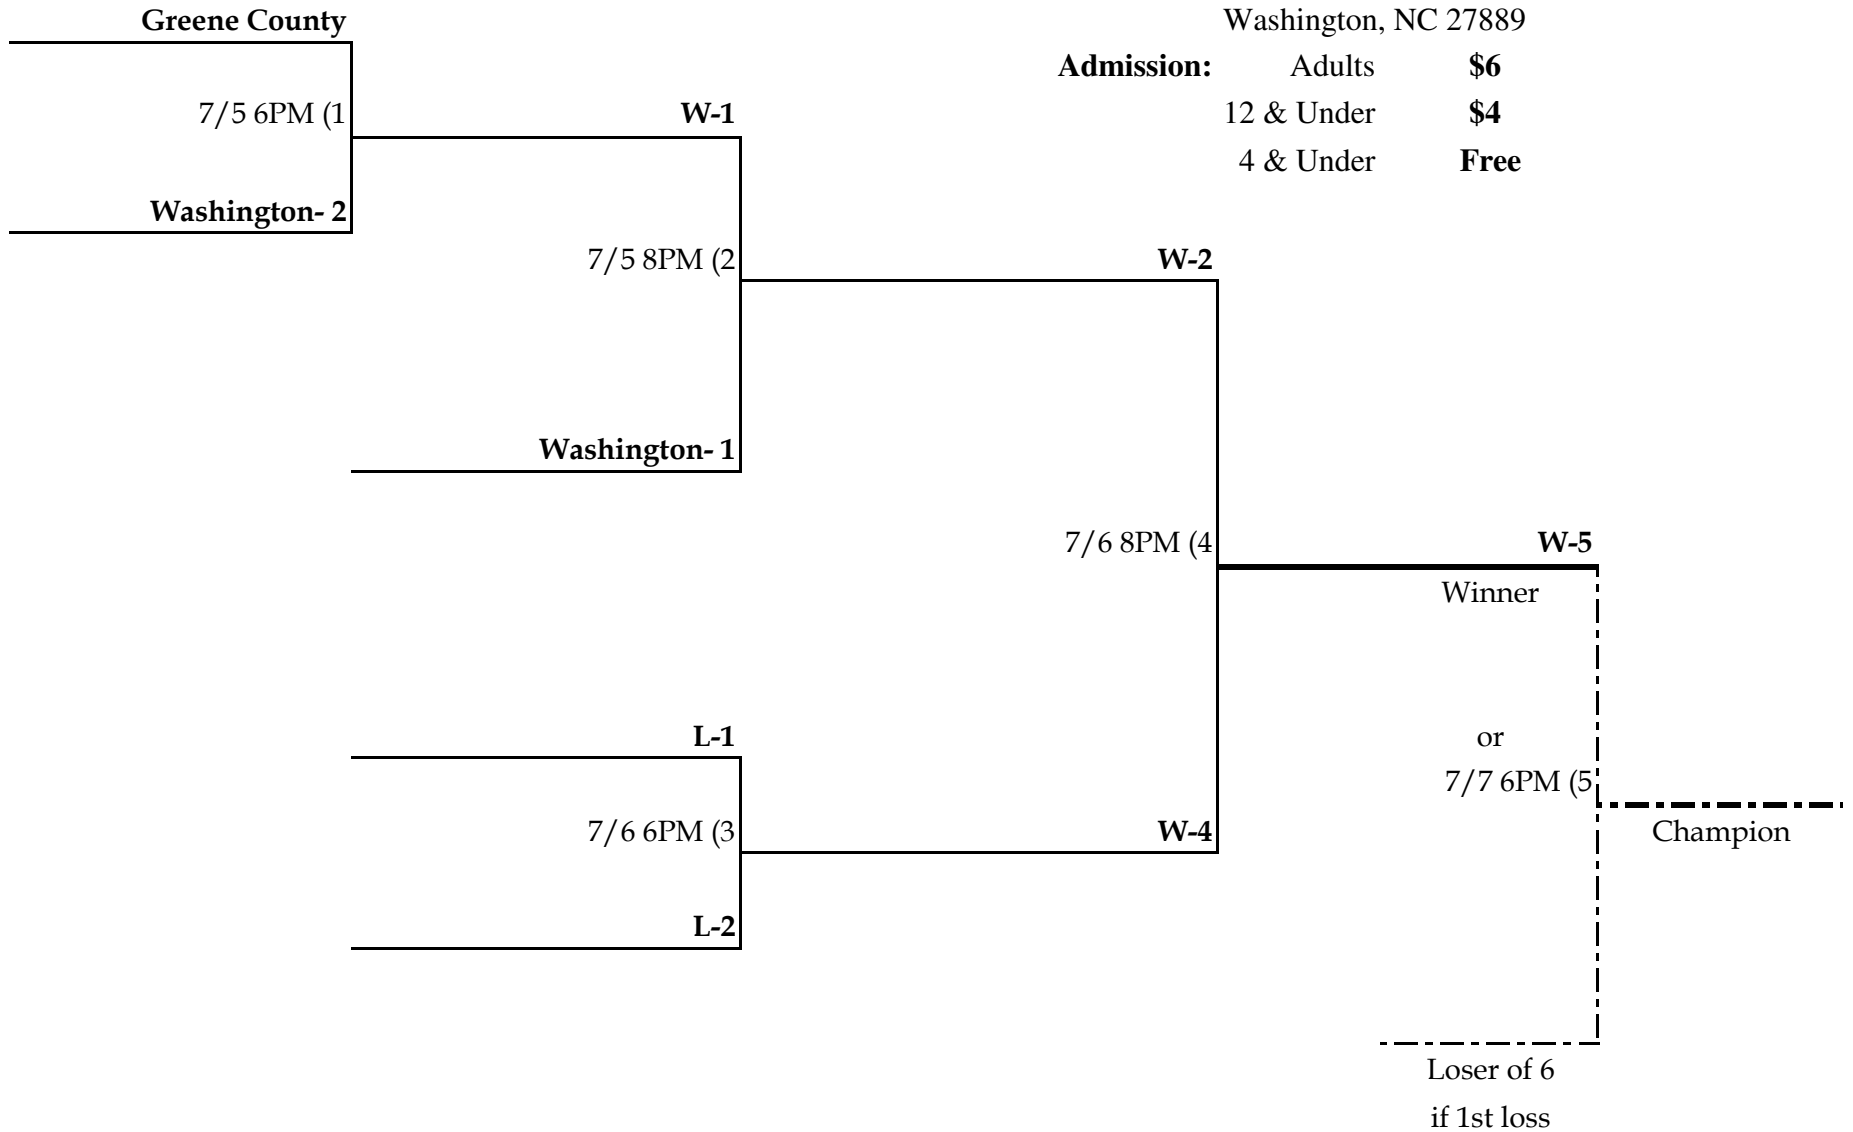 Greene County
Washington, NC 27889
Admission: Adults $6
7/5 6PM (1
W-1
12 & Under $4
4 & Under Free
Washington- 2
7/5 8PM (2
W-2
Washington- 1
7/6 8PM (4
W-5
Winner
L-1
or
7/7 6PM (5
7/6 6PM (3
W-4
Champion
L-2
Loser of 6
if 1st loss